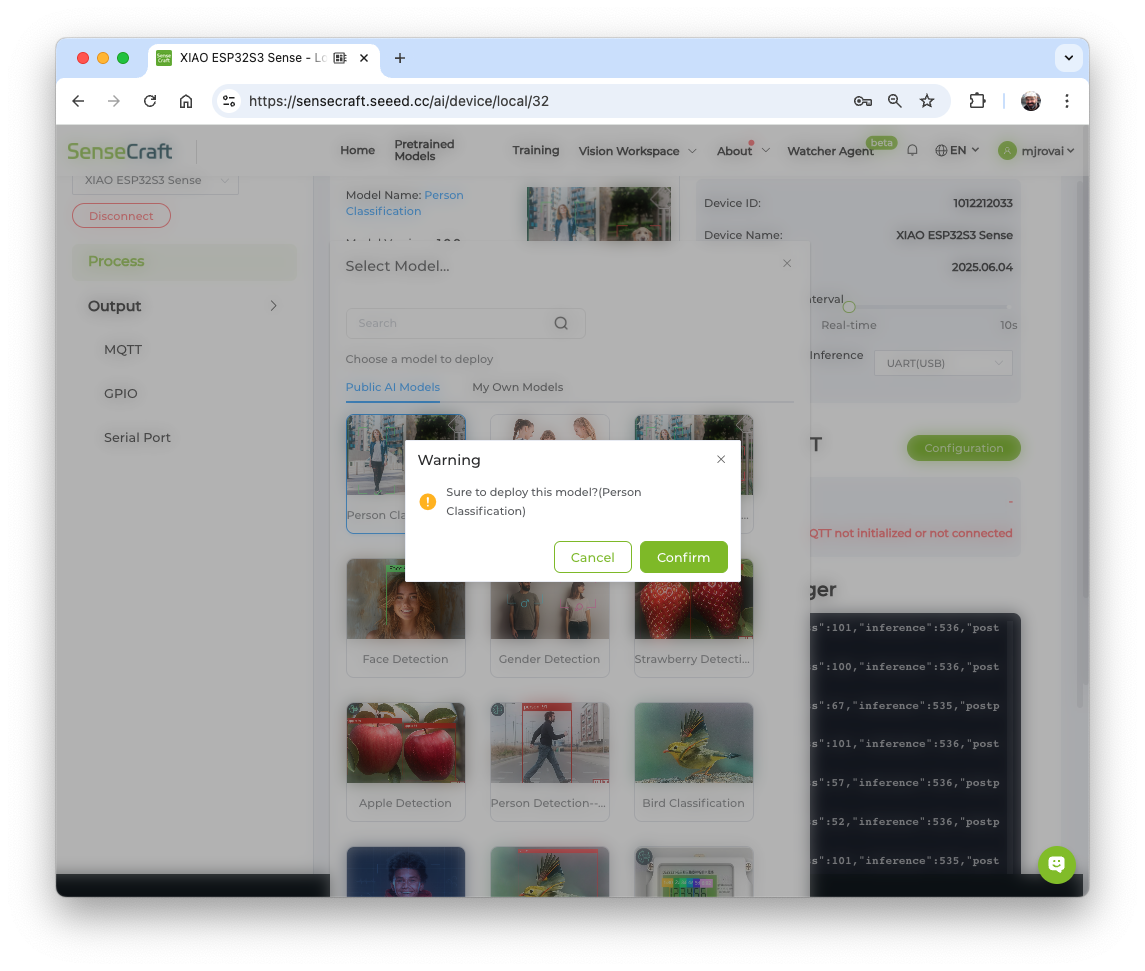 XIAO ESP32S3 Sense - Lo
https://sensecraft.seeed.cc/ai/device/local/32
SenseCraft
Home
Pretrained
Models
Training
Vision Workspace
About
Watcher Agent
beta
EN
mjrovai
XIAO ESP32S3 Sense
Disconnect
Process
Output
MQTT
GPIO
Serial Port
Model Name: Person
Classification
Device ID:
1012212033
Device Name:
XIAO ESP32S3 Sense
2025.06.04
nterval
Real-time
10s
Inference
UART(USB)
Select Model...
Search
Choose a model to deploy
Public AI Models
My Own Models
Person Cla
Warning
Sure to deploy this model?(Person
Classification)
Cancel
Confirm
Face Detection
Gender Detection
Strawberry Detecti...
Apple Detection
Person Detection--...
Bird Classification
T
Configuration
-
QTT not initialized or not connected
ger
s":101,"inference":536,"post
s":100,"inference":536,"post
s":67,"inference":535,"postp
s":101,"inference":536,"post
s":57,"inference":536,"postp
s":52,"inference":536,"postp
s":101,"inference":535,"post